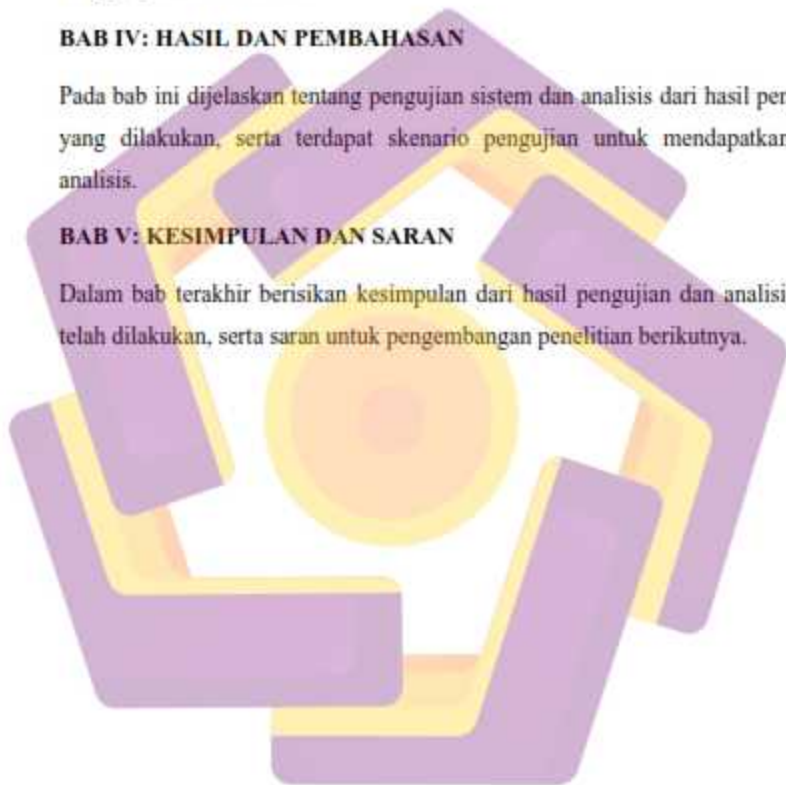 BAB IV: HASIL DAN PEMBAHASAN
Pada bab ini dijelaskan tentang pengujian sistem dan analisis dari hasil
yang dilakukan, serta terdapat skenario pengujian untuk mendapatkan
analisis.
BAB V: KESIMPULAN DAN SARAN
Dalam bab terakhir berisikan kesimpulan dari hasil pengujian dan
telah dilakukan, serta saran untuk pengembangan penelitian berikutnya.